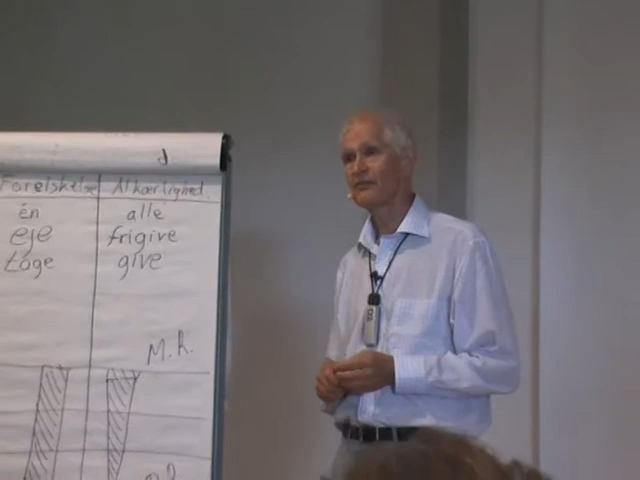 Forelskelse Alkærlighed
én alle
eje frigive
tage give
M.k.